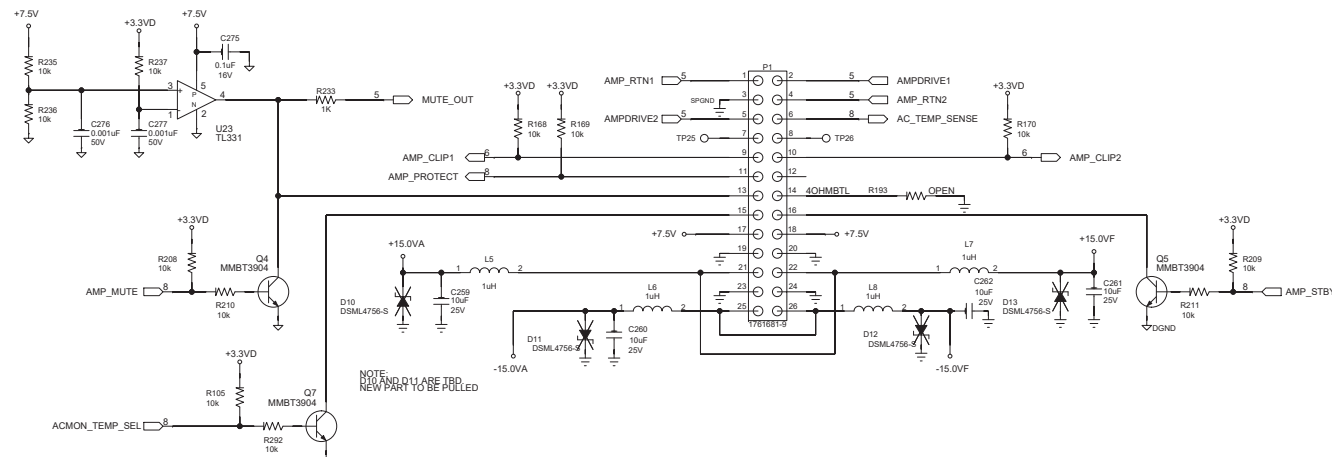 +7.5V
+3.3VD
+7.5V
R235
10k
R237
10k
C275
0.1uF
16V
3
5
P
N
4
1
2
U23
TL331
R236
10k
C276
0.001uF
50V
C277
0.001uF
50V
R233
1K
5
MUTE_OUT
+3.3VD
+3.3VD
R168
10k
R169
10k
AMP_CLIP1
6
AMP_PROTECT
8
P1
AMP_RTN1
5
1
2
5
AMPDRIVE1
SPGND
3
4
5
AMP_RTN2
AMPDRIVE2
5
5
6
8
AC_TEMP_SENSE
TP25
7
8
TP26
9
10
11
12
13
14
4OHMBTL
R193
OPEN
15
16
+7.5V
17
18
+7.5V
19
20
21
22
23
24
25
26
1761681-9
+3.3VD
R170
10k
6
AMP_CLIP2
+3.3VD
R208
10k
AMP_MUTE
8
R210
10k
Q4
MMBT3904
+15.0VA
D10
DSML4756-S
C259
10uF
25V
1
L5
2
1uH
-15.0VA
D11
DSML4756-S
C260
10uF
25V
1
L6
1uH
2
L7
1
2
1uH
C262
10uF
25V
L8
1uH
1
2
D12
DSML4756-S
-15.0VF
+15.0VF
D13
DSML4756-S
C261
10uF
25V
Q5
MMBT3904
DGND
+3.3VD
R209
10k
R211
10k
8
AMP_STBY
NOTE:
D10 AND D11 ARE TBD.
NEW PART TO BE PULLED
+3.3VD
R105
10k
ACMON_TEMP_SEL
8
R292
10k
Q7
MMBT3904